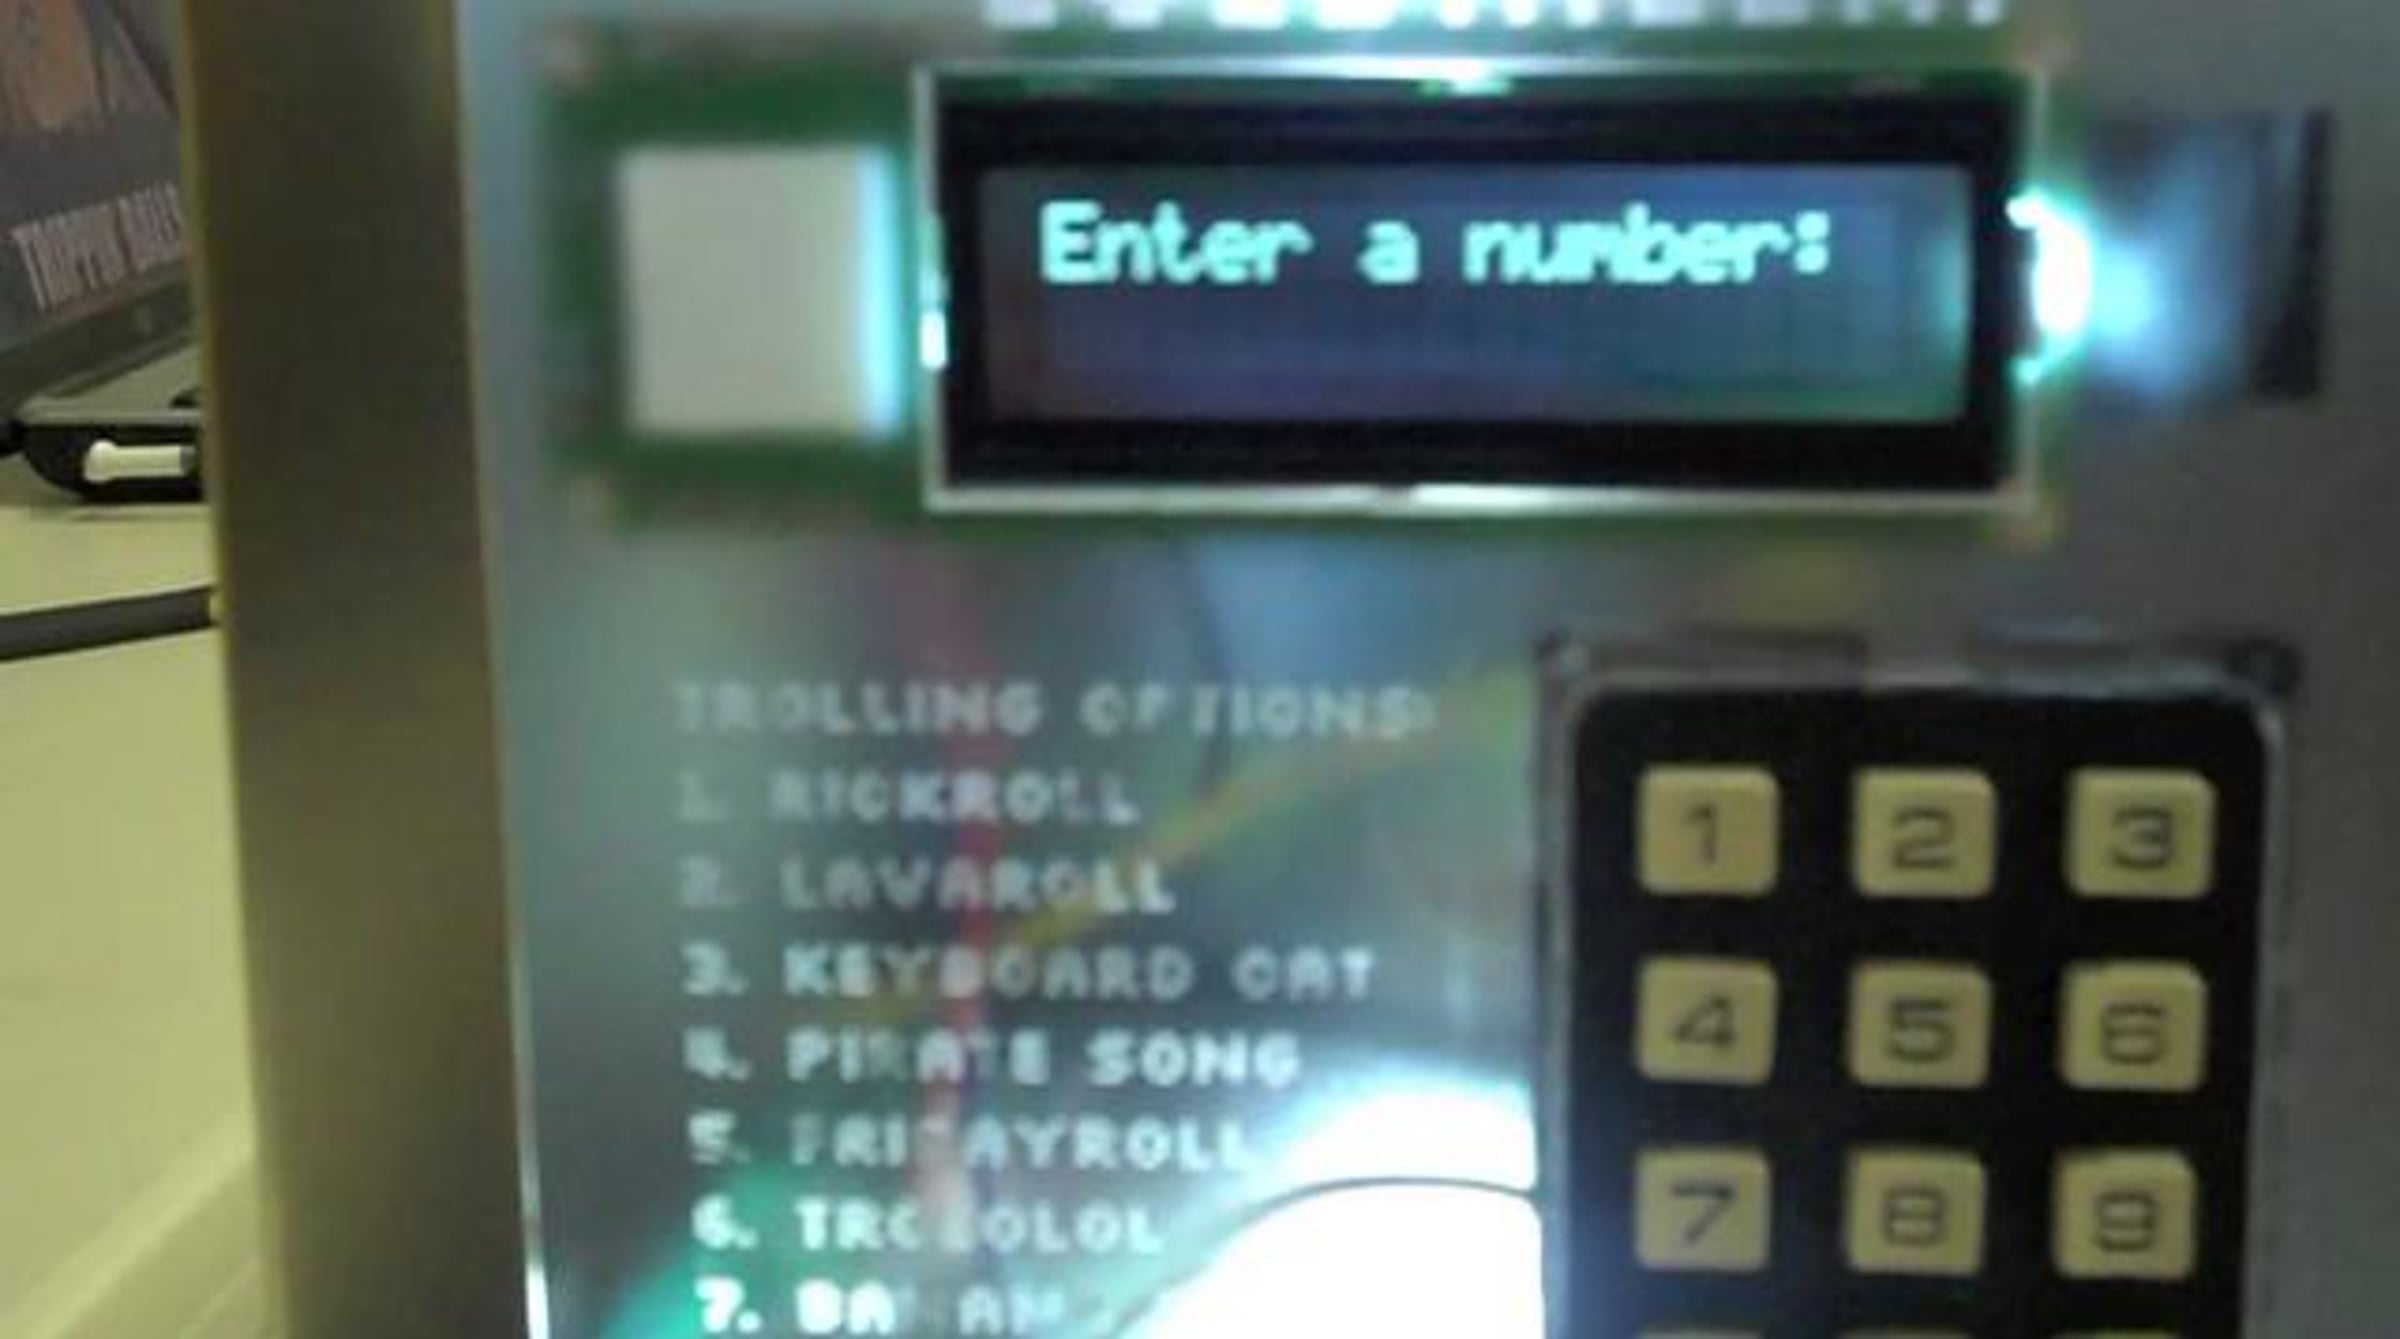 TRIPPIN
Enter a number:
TROLLING OPTIONS:
1. RICKROLL
2. LAVAROLL
3. KEYBOARD CAT
4. PIRATE SONG
5. FRIDAYROLL
6. TROLOLOL
7.
1 2 3
4 5 6
7 8 9